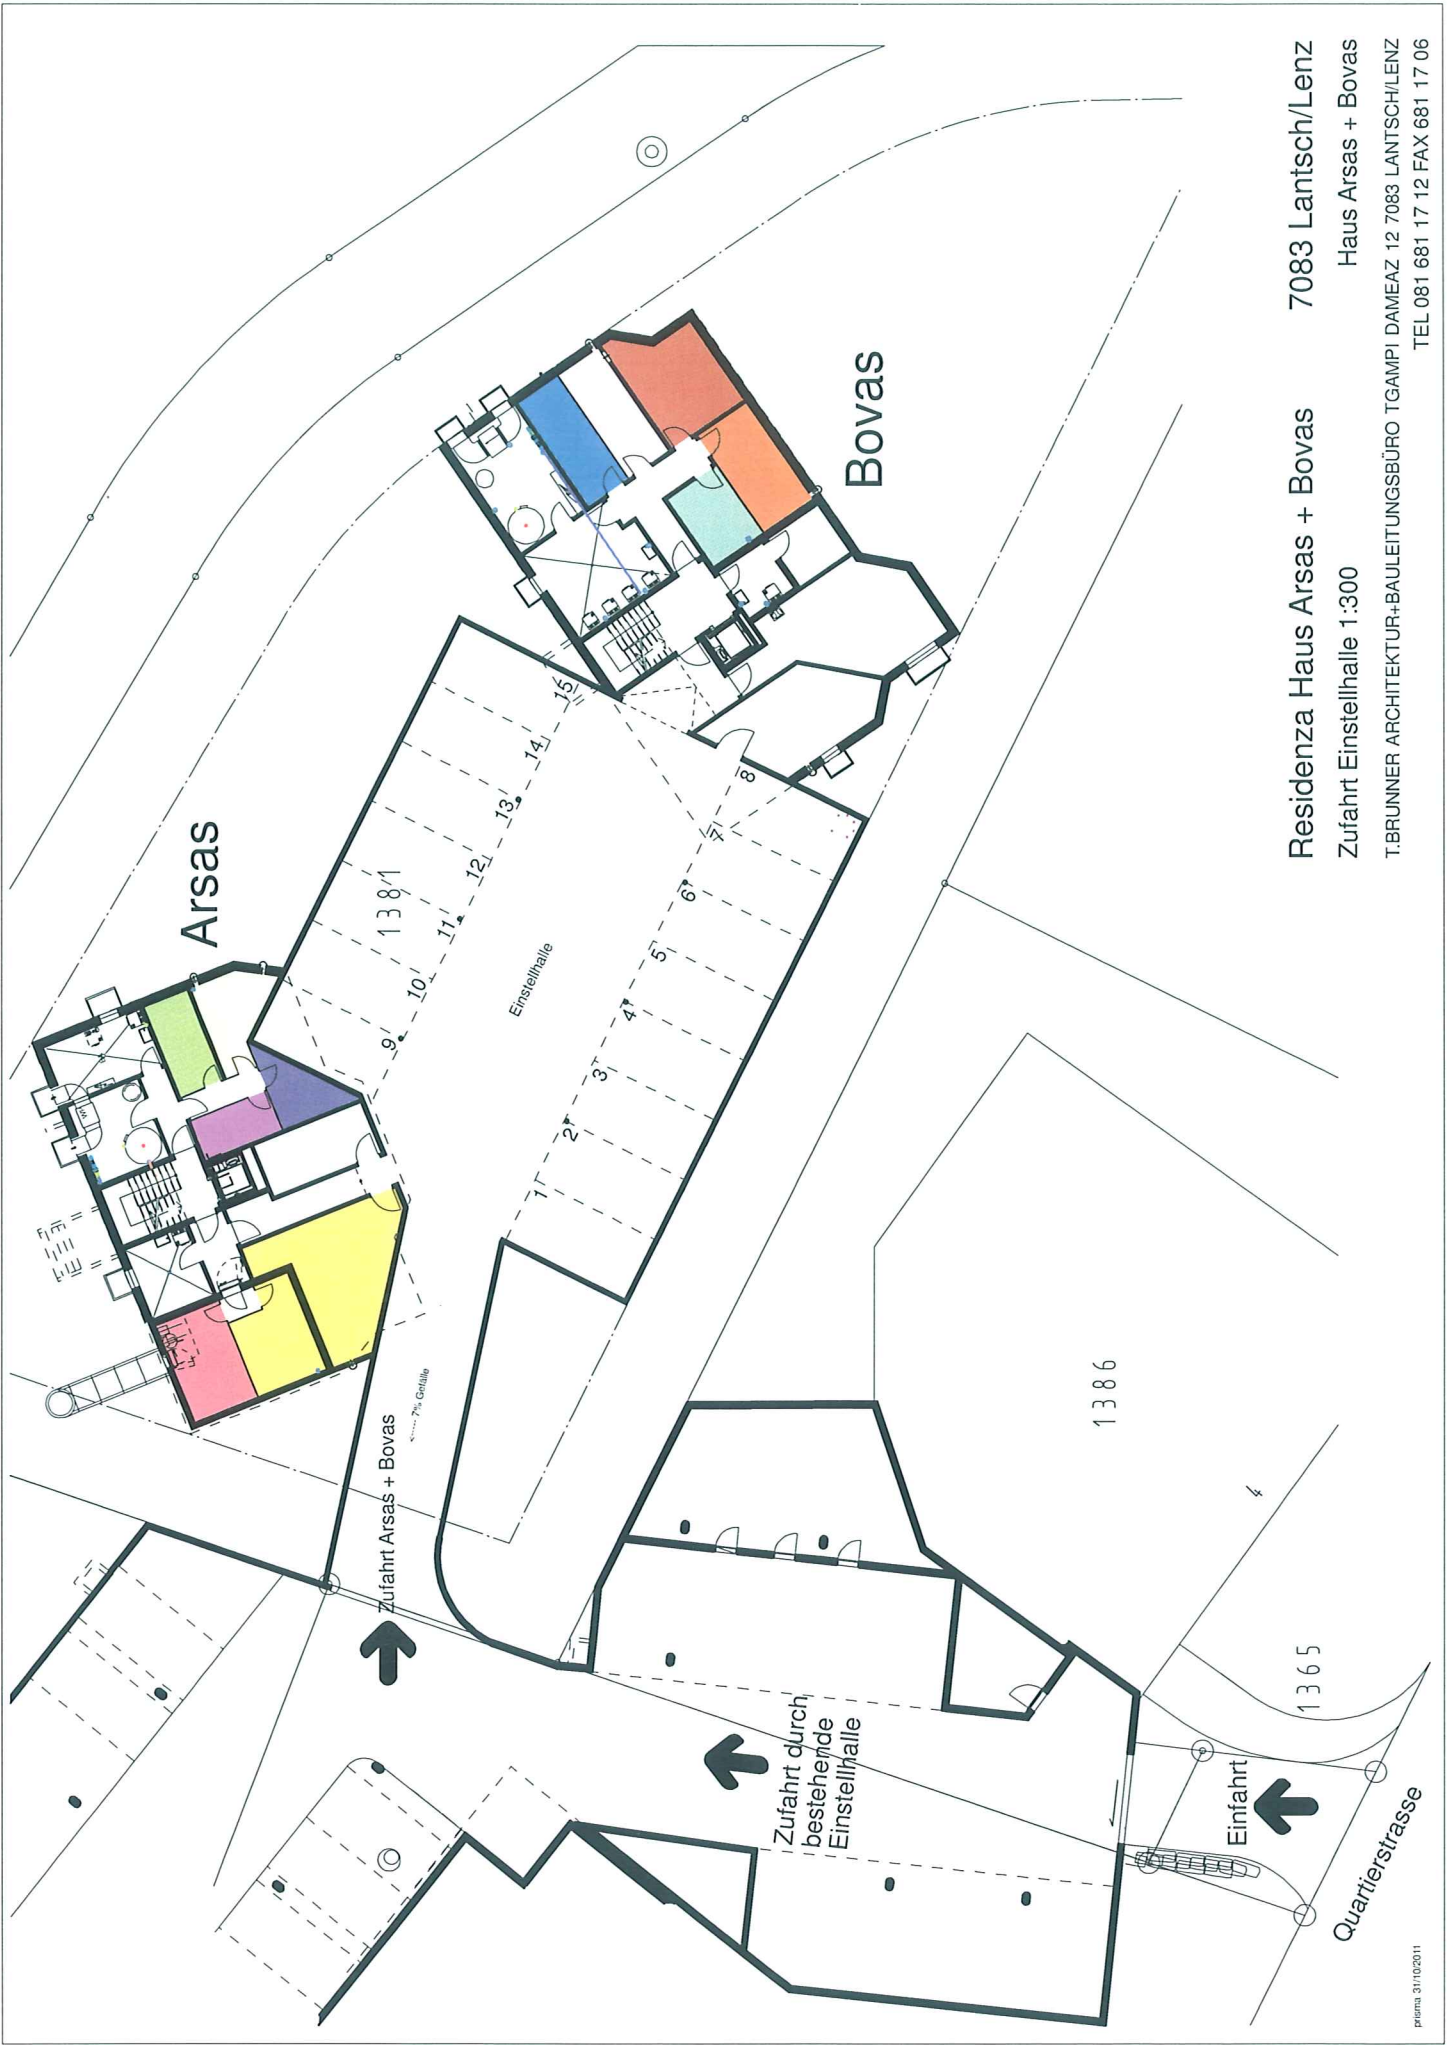 Arsas
Bovas
1381
15
14
13
12
11
10
9
Einstellhalle
8
7
6
5
4
3
2
1
7% Gefälle
Zufahrt Arsas + Bovas
Zufahrt durch
bestehende
Einstellhalle
Einfahrt
Quartierstrasse
1386
4
1365
Residenza Haus Arsas + Bovas 7083 Lantsch/Lenz
Zufahrt Einstellhalle 1:300 Haus Arsas + Bovas
T.BRUNNER ARCHITEKTUR+BAULEITUNGSBÜRO TGAMPI DAMEAZ 12 7083 LANTSCH/LENZ
TEL 081 681 17 12 FAX 681 17 06
prisma 31/10/2011